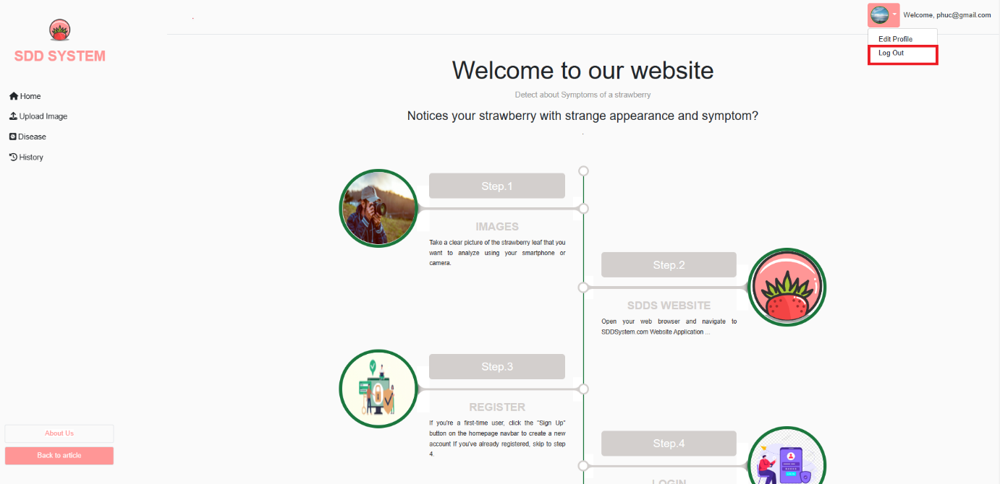 Welcome, phuc@gmail.com
Edit Profile
Log Out
SDD SYSTEM
Home
Upload Image
Disease
History
About Us
Back to article
Welcome to our website
Detect about Symptoms of a strawberry
Notices your strawberry with strange appearance and symptom?
Step.1
IMAGES
Take a clear picture of the strawberry leaf that you
want to analyze using your smartphone or
camera.
Step.2
SDDS WEBSITE
Open your web browser and navigate to
SDDSystem.com Website Application ...
Step.3
REGISTER
If you're a first-time user, click the "Sign Up"
button on the homepage navbar to create a new
account If you've already registered, skip to step
4.
Step.4
LOGIN